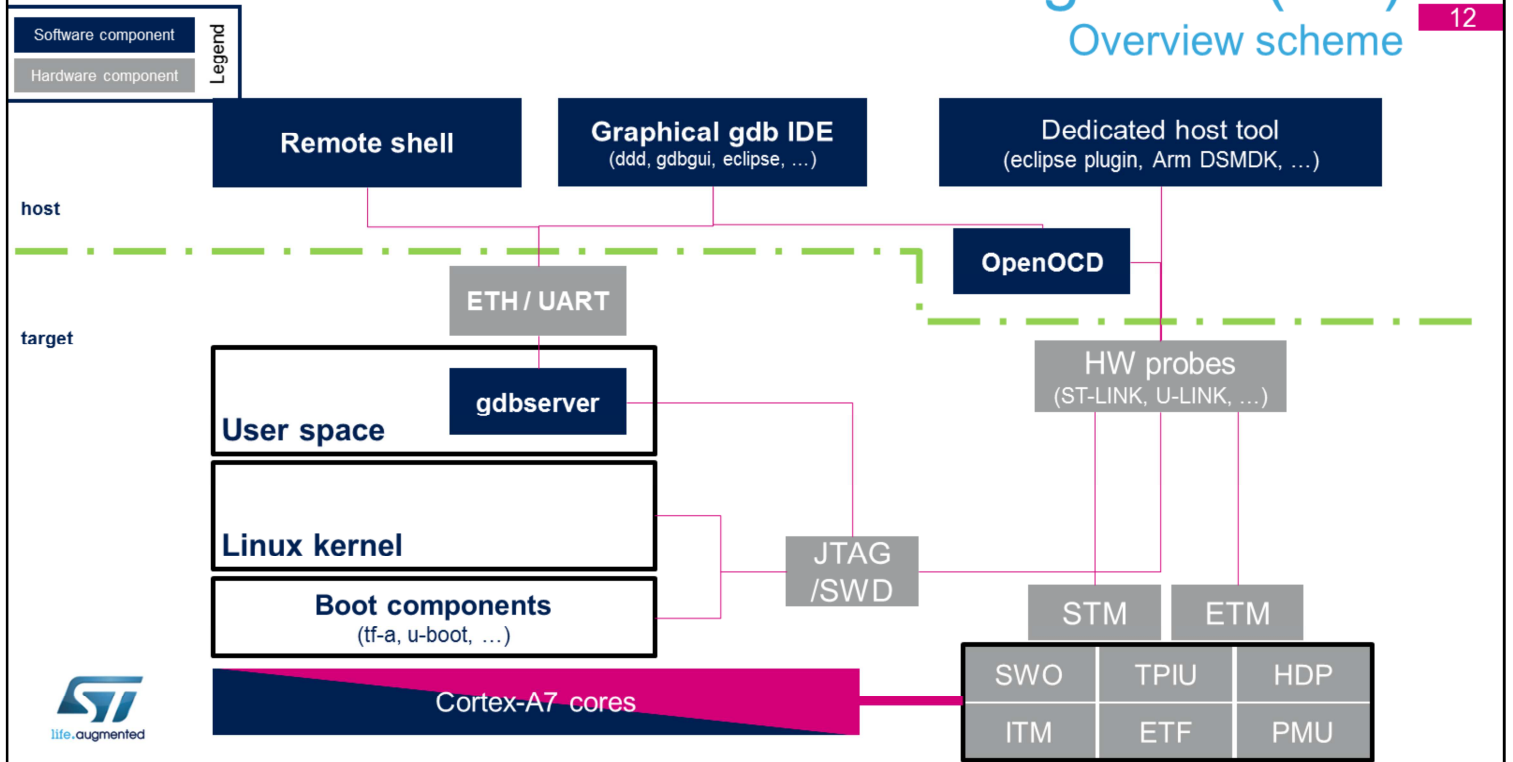 Overview scheme
12
Software component
Hardware component
Legend
Remote shell
Graphical gdb IDE
(ddd, gdbgui, eclipse, …)
Dedicated host tool
(eclipse plugin, Arm DSMDK, …)
host
OpenOCD
ETH / UART
target
HW probes
(ST-LINK, U-LINK, …)
gdbserver
User space
Linux kernel
JTAG
/SWD
Boot components
(tf-a, u-boot, …)
STM
ETM
Cortex-A7 cores
SWO
TPIU
HDP
ITM
ETF
PMU
ST
life.augmented